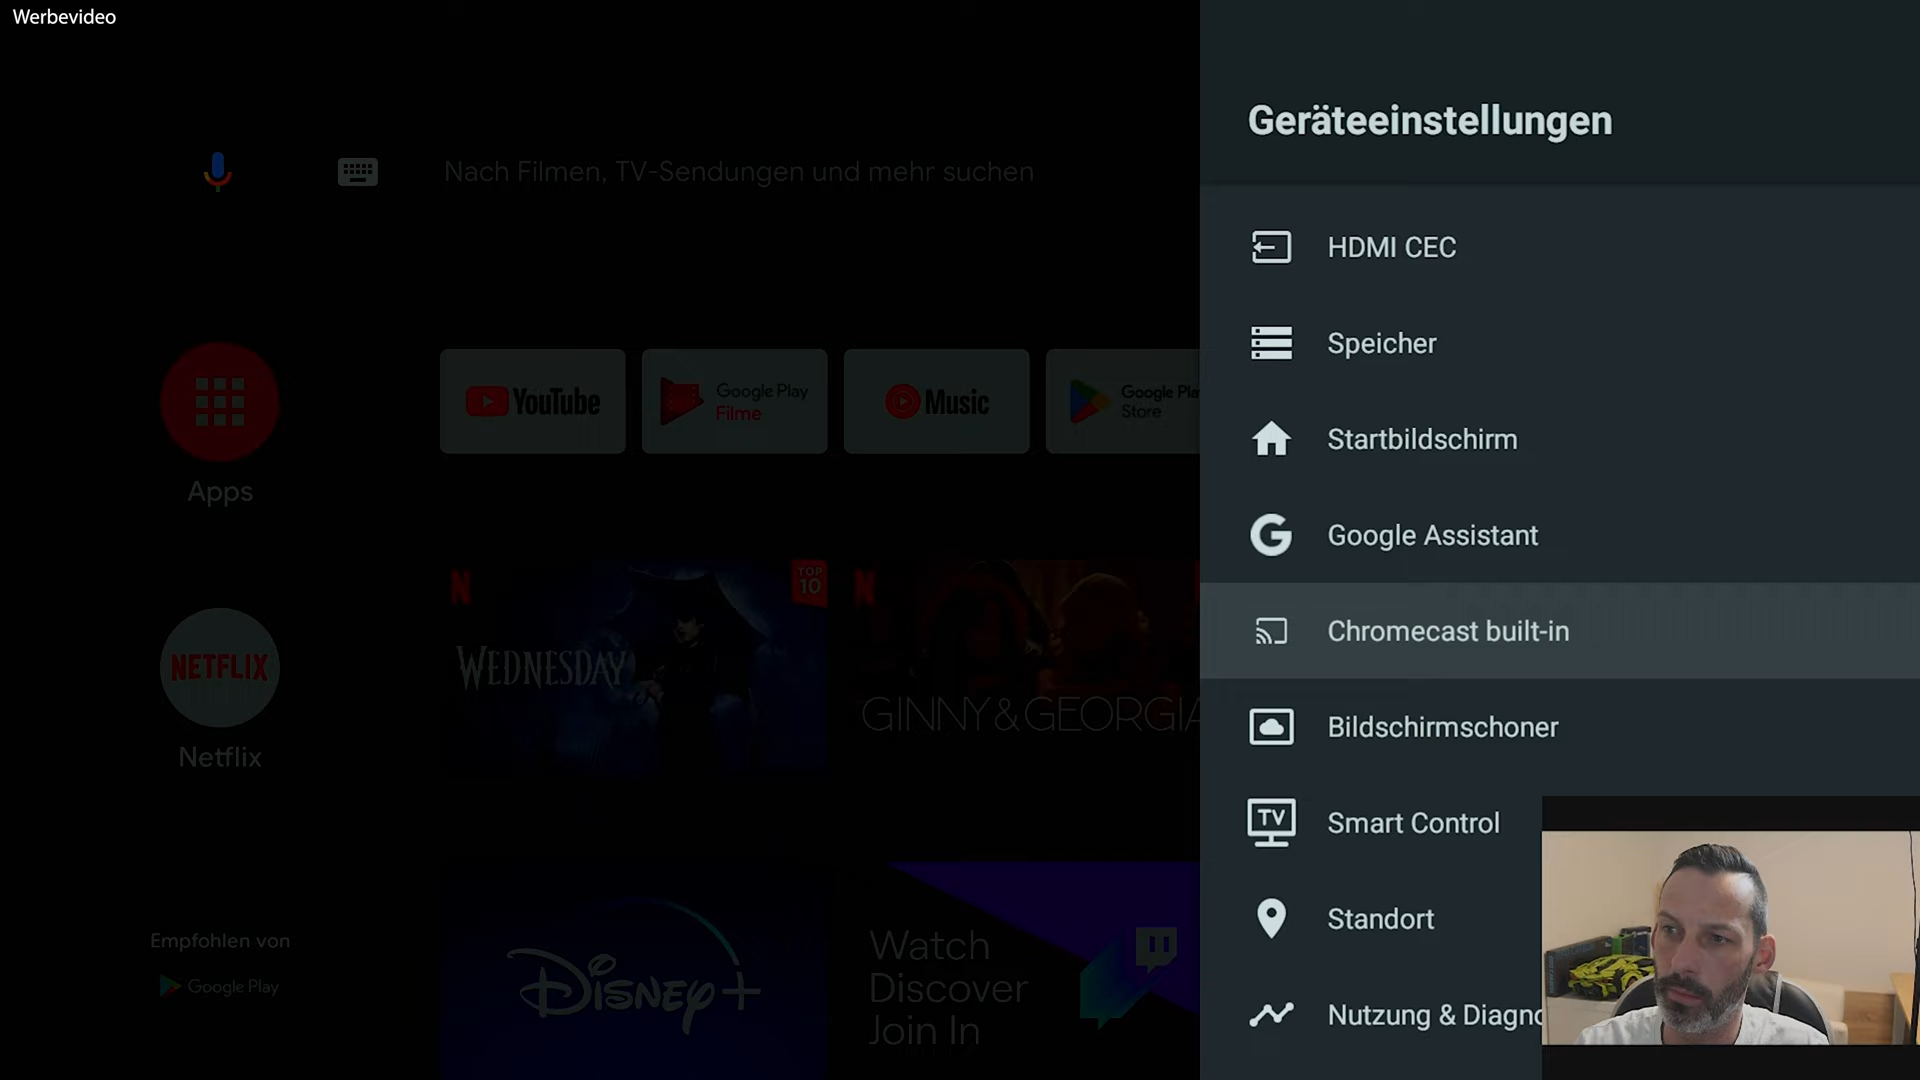 Werbevideo
Nach Filmen, TV-Sendungen und mehr suchen
Apps
YouTube
Google Play
Filme
Music
Google Pla
Store
NETFLIX
Netflix
N
TOP
10
WEDNESDAY
N
GINNY & GEORGIA
Empfohlen von
Google Play
Disney+
Watch
Discover
Join In
Geräteeinstellungen
HDMI CEC
Speicher
Startbildschirm
G
Google Assistant
Chromecast built-in
Bildschirmschoner
TV
Smart Control
Standort
Nutzung & Diagno